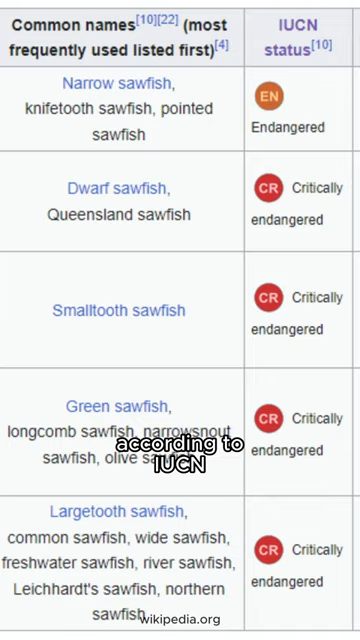 Common names[10][22] (most
frequently used listed first)[4]
IUCN
status[10]
Narrow sawfish,
knifetooth sawfish, pointed
sawfish
EN
Endangered
Dwarf sawfish,
Queensland sawfish
CR Critically
endangered
Smalltooth sawfish
CR Critically
endangered
Green sawfish,
longcomb sawfish, narrowsnout
sawfish, olive
CR Critically
endangered
according to
IUCN
Largetooth sawfish,
common sawfish, wide sawfish,
freshwater sawfish, river sawfish,
Leichhardt's sawfish, northern
sawfish
CR Critically
endangered
wikipedia.org